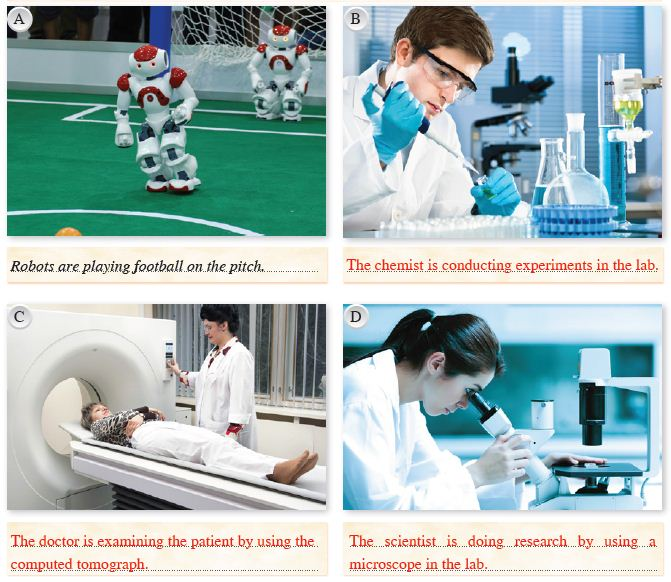 A
B
Robots are playing football on the pitch.
The chemist is conducting experiments in the lab.
C
D
The doctor is examining the patient by using the
computed tomograph.
The scientist is doing research by using a
microscope in the lab.